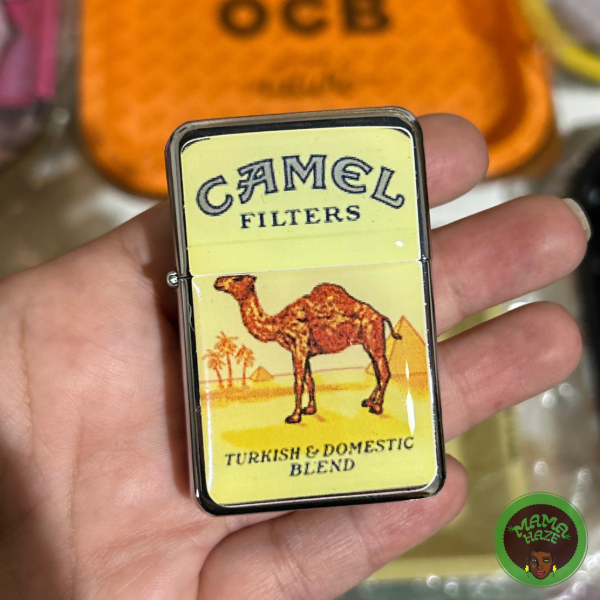 OCB
CAMEL
FILTERS
TURKISH & DOMESTIC
BLEND
MAMA
HAZE